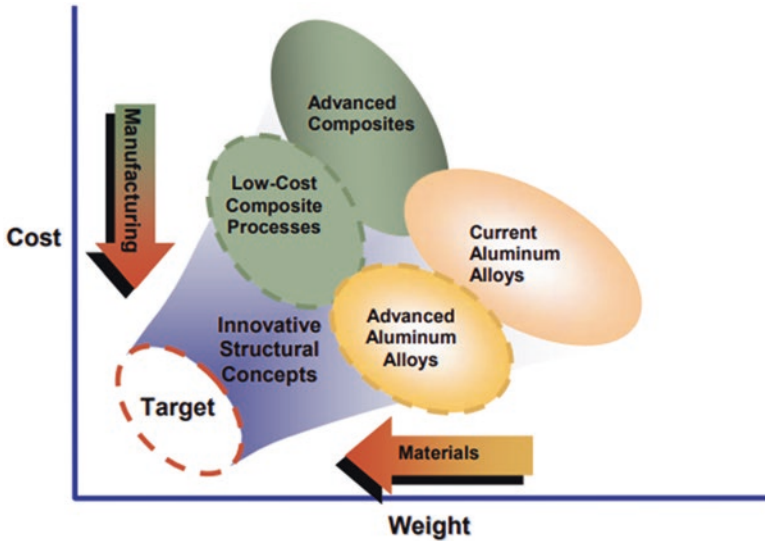 Advanced
Composites
Manufacturing
Low-Cost
Composite
Processes
Cost
Current
Aluminum
Alloys
Advanced
Aluminum
Alloys
Innovative
Structural
Concepts
Target
Materials
Weight